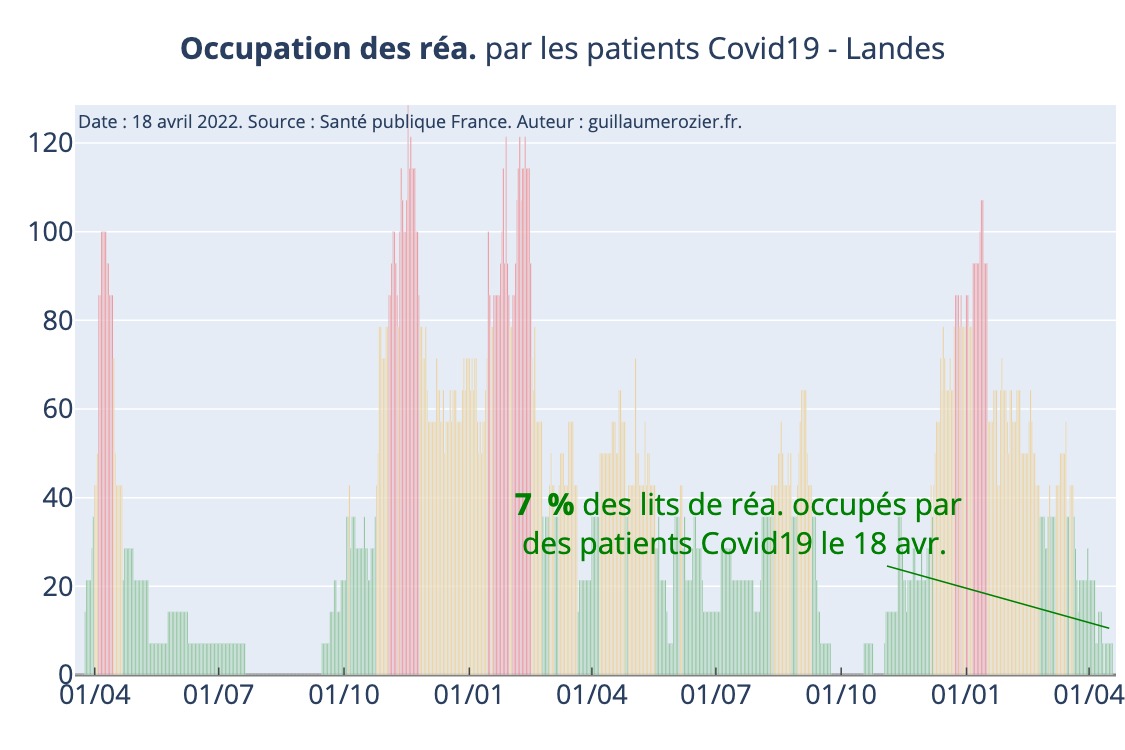 Occupation des réa. par les patients Covid19 - Landes
Date : 18 avril 2022. Source : Santé publique France. Auteur : guillaumerozier.fr.
120
100
80
60
40
20
0
7 % des lits de réa. occupés par
des patients Covid19 le 18 avr.
01/04 01/07 01/10 01/01 01/04 01/07 01/10 01/01 01/04